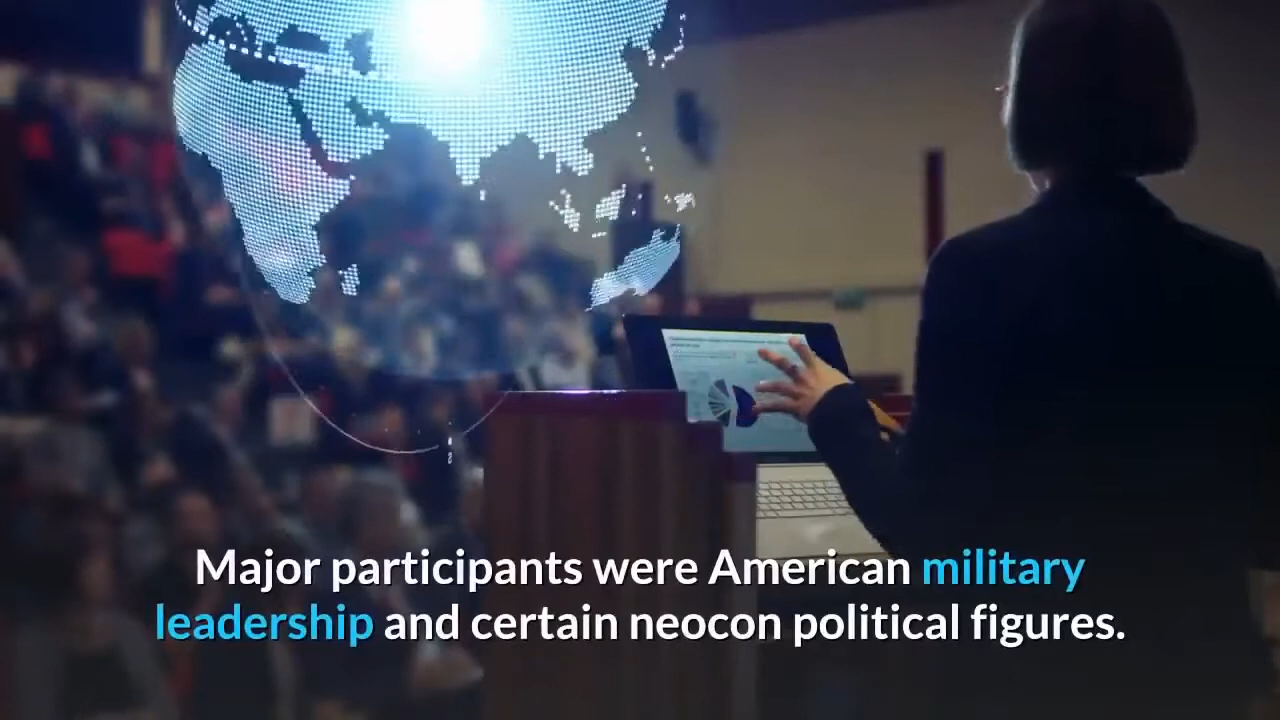 Major participants were American military
leadership and certain neocon political figures.